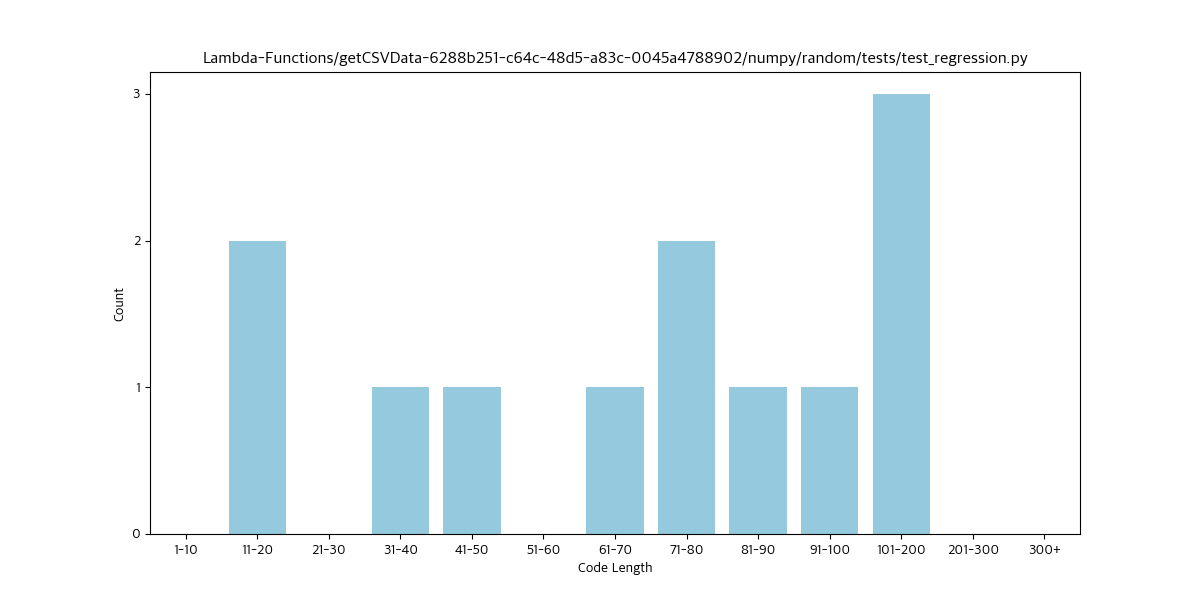 Lambda-Functions/getCSVData-6288b251-c64c-48d5-a83c-0045a4788902/numpy/random/tests/test_regression.py
3
2
1
0
Count
1-10 11-20 21-30 31-40 41-50 51-60 61-70 71-80 81-90 91-100 101-200 201-300 300+
Code Length